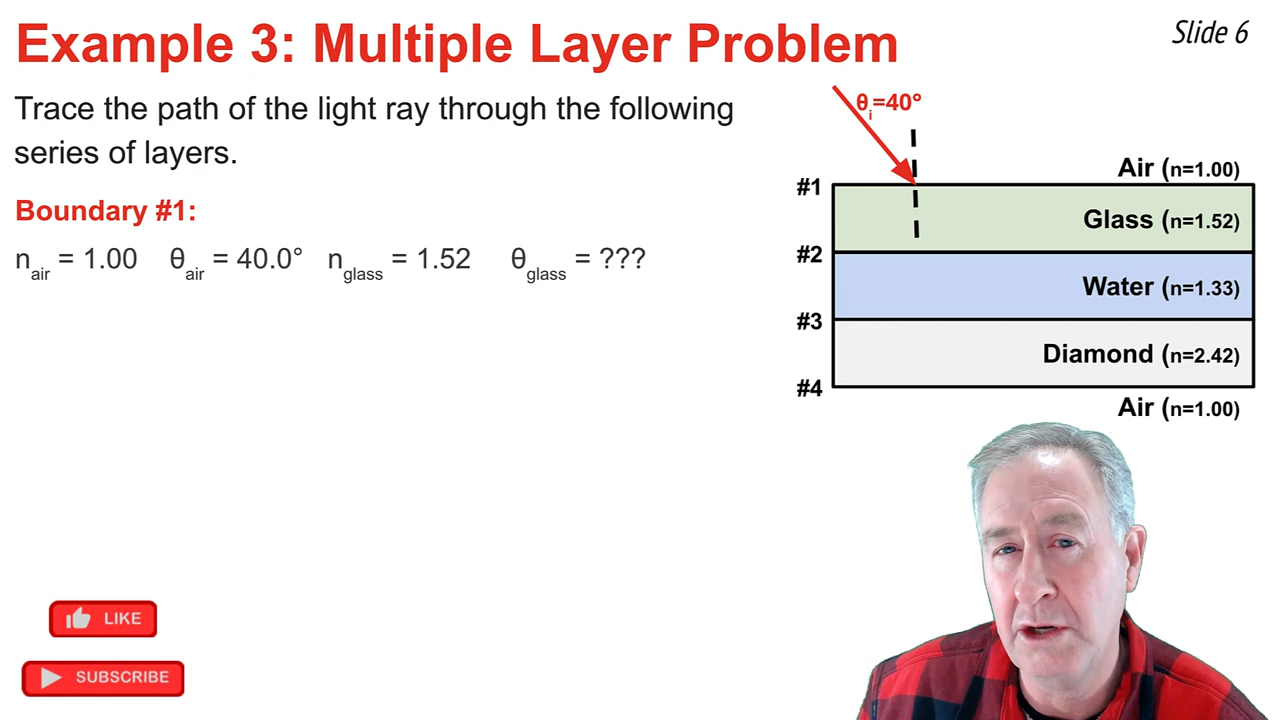 Example 3: Multiple Layer Problem
Slide 6
Trace the path of the light ray through the following
series of layers.
Boundary #1:
n_air = 1.00 θ_air = 40.0° n_glass = 1.52 θ_glass = ???
θ_i=40°
Air (n=1.00)
#1
Glass (n=1.52)
#2
Water (n=1.33)
#3
Diamond (n=2.42)
#4
Air (n=1.00)
LIKE
SUBSCRIBE